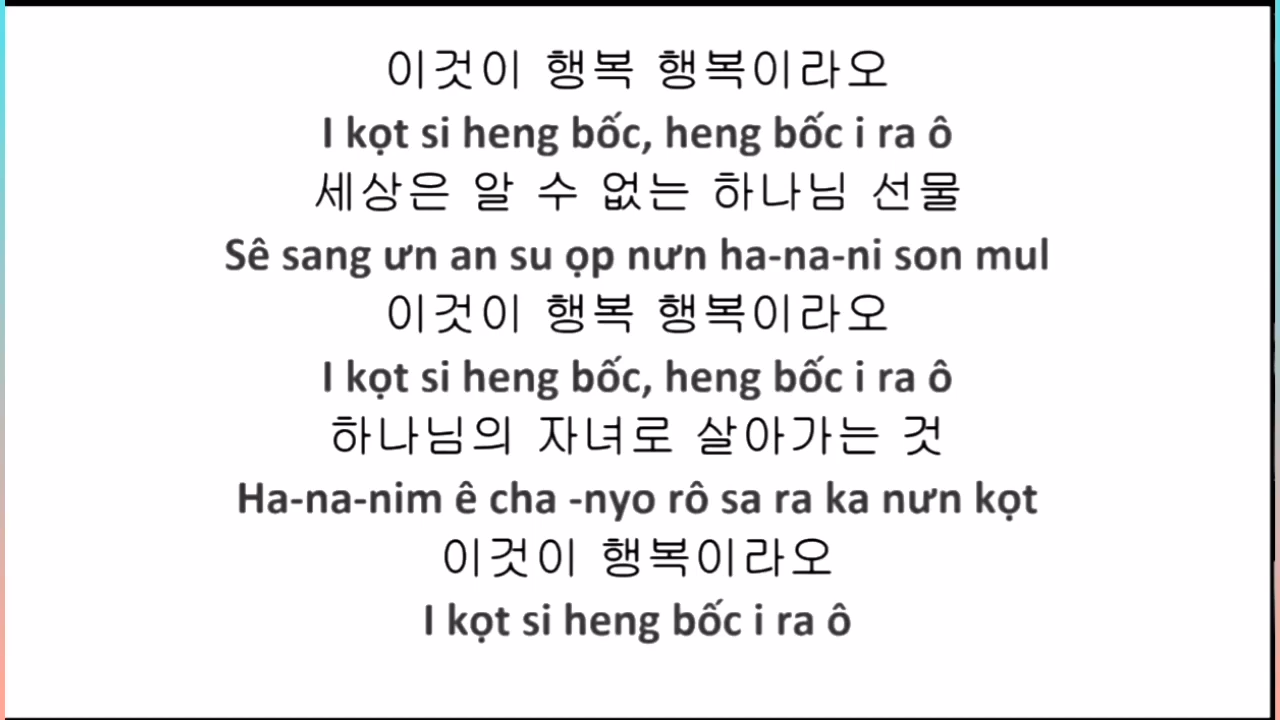 이것이 행복 행복이라오
I kọt si heng bốc, heng bốc i ra ô
세상은 알 수 없는 하나님 선물
Sê sang ưn an su ọp nưn ha-na-ni son mul
이것이 행복 행복이라오
I kọt si heng bốc, heng bốc i ra ô
하나님의 자녀로 살아가는 것
Ha-na-nim ê cha -nyo rô sa ra ka nưn kọt
이것이 행복이라오
I kọt si heng bốc i ra ô